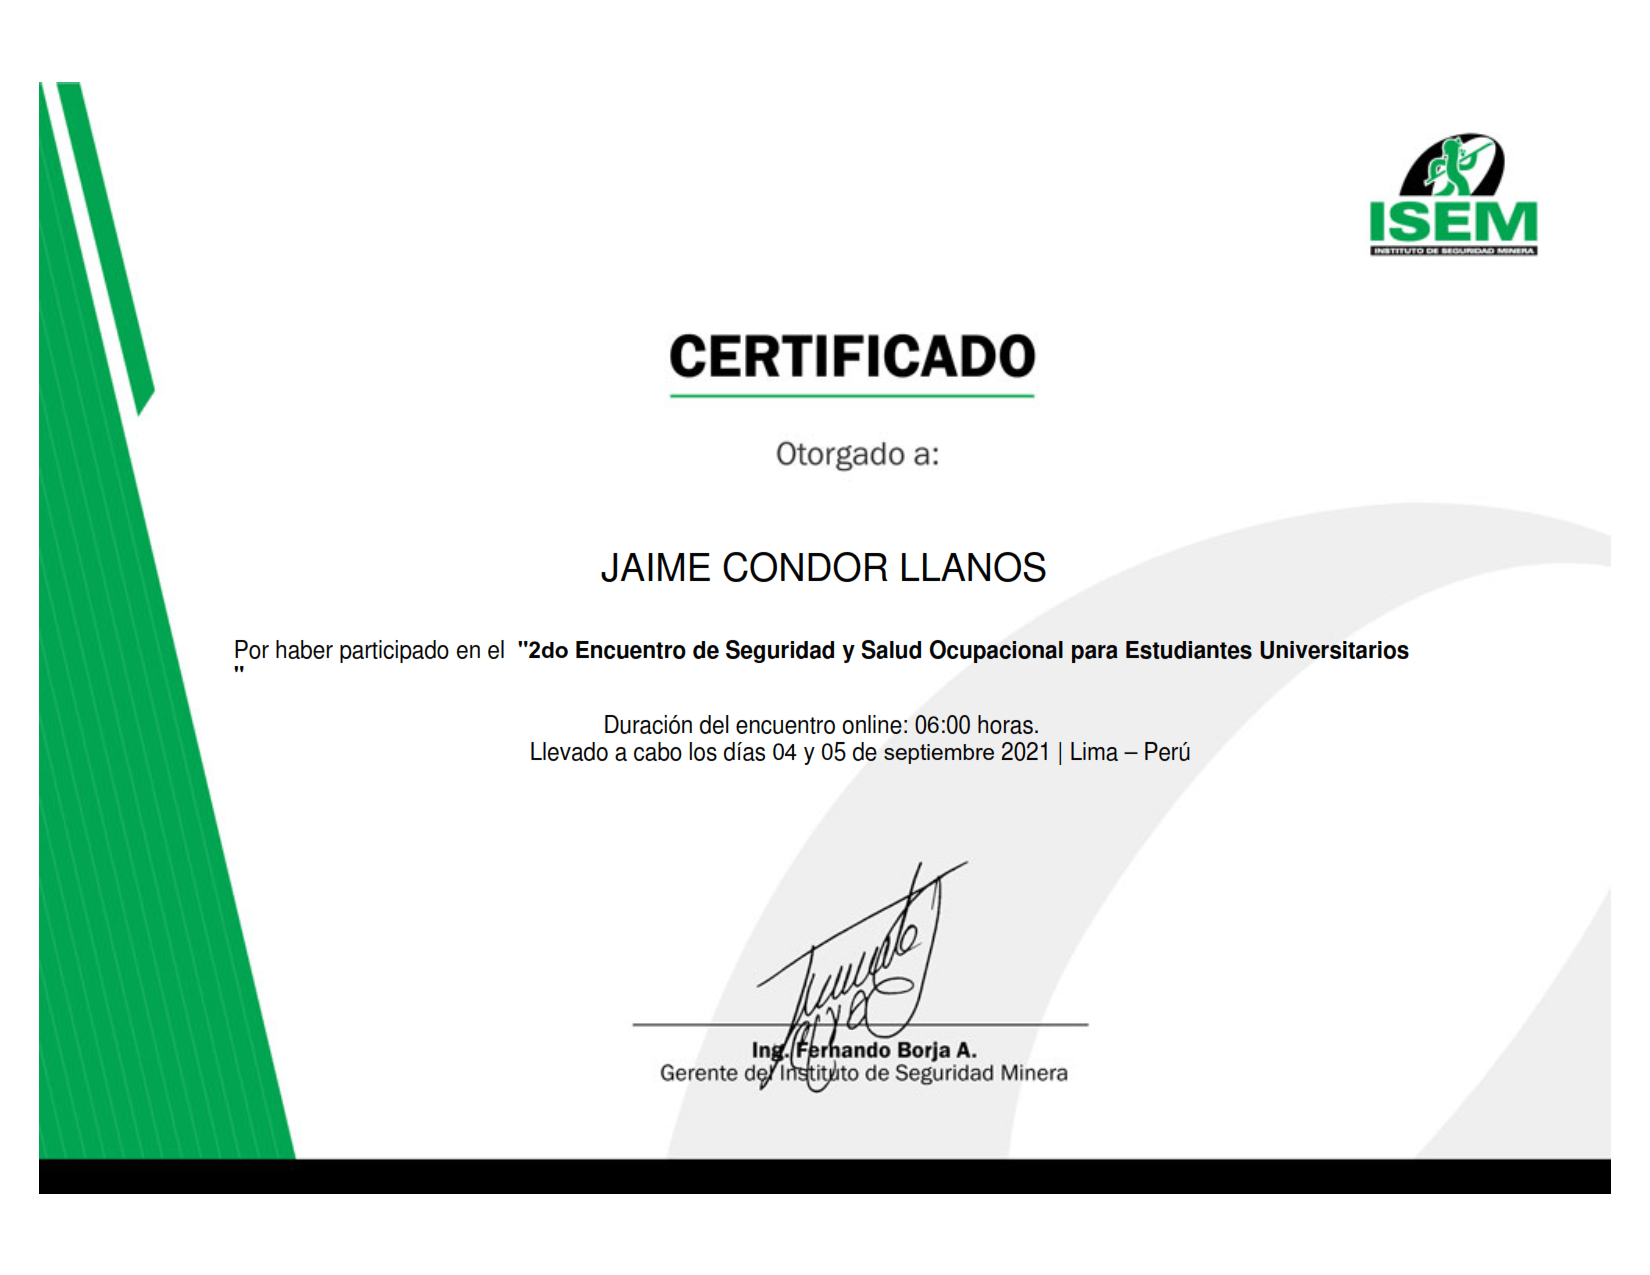 ISEM
INSTITUTO DE SEGURIDAD MINERA
CERTIFICADO
Otorgado a:
JAIME CONDOR LLANOS
Por haber participado en el "2do Encuentro de Seguridad y Salud Ocupacional para Estudiantes Universitarios
"
Duración del encuentro online: 06:00 horas.
Llevado a cabo los días 04 y 05 de septiembre 2021 | Lima – Perú
Ing. Fernando Borja A.
Gerente del Instituto de Seguridad Minera